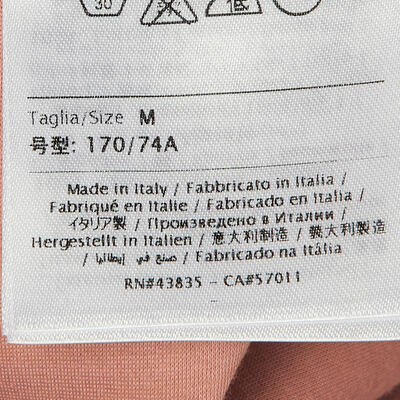 30
Taglia/Size M
号型: 170/74A
Made in Italy / Fabbricato in Italia /
Fabriqué en Italie / Fabricado en Italia /
イタリア製 / Произведено в Италии /
Hergestellt in Italien / 意大利制造 / 義大利製造
/ صنع في إيطاليا / Fabricado na Itália
RN#43835 - CA#57011